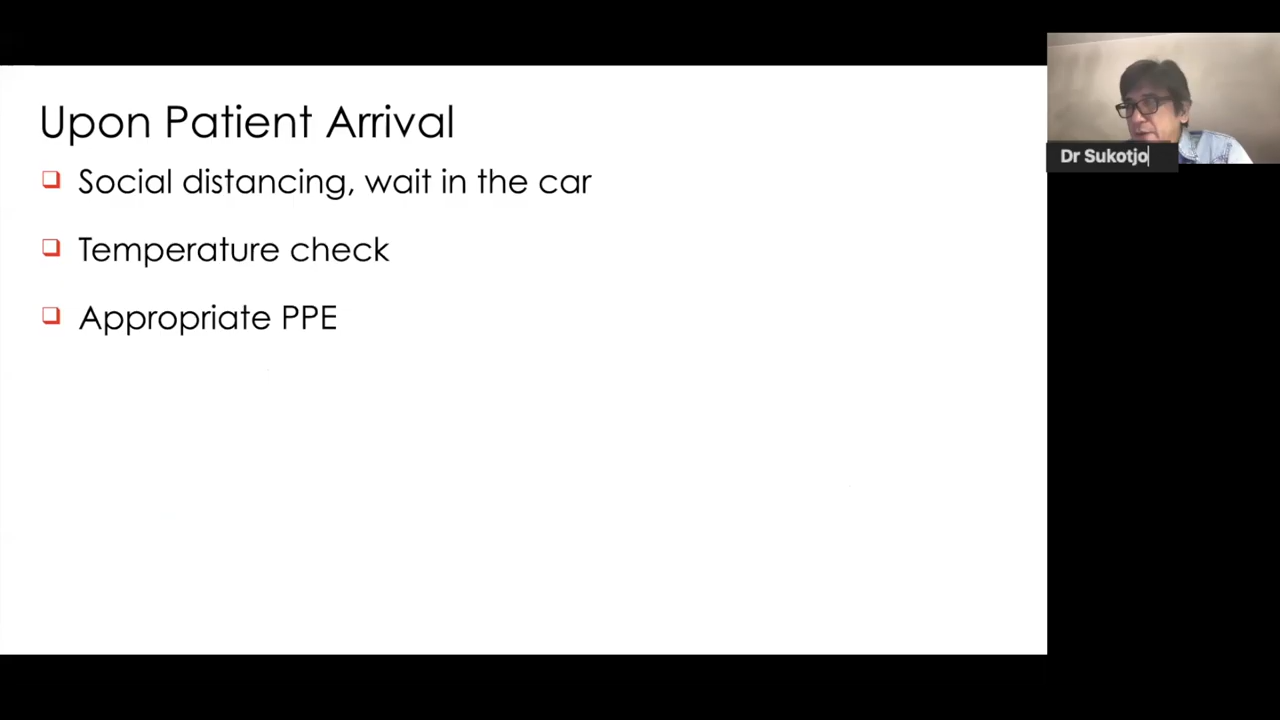 Upon Patient Arrival
Social distancing, wait in the car
Temperature check
Appropriate PPE
Dr Sukotjo